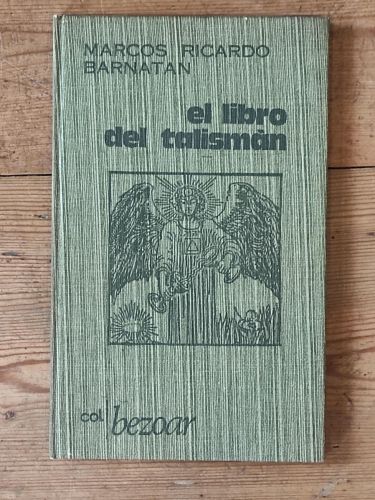 MARCOS RICARDO
BARNATAN
el libro
del talismán
col. bezoar